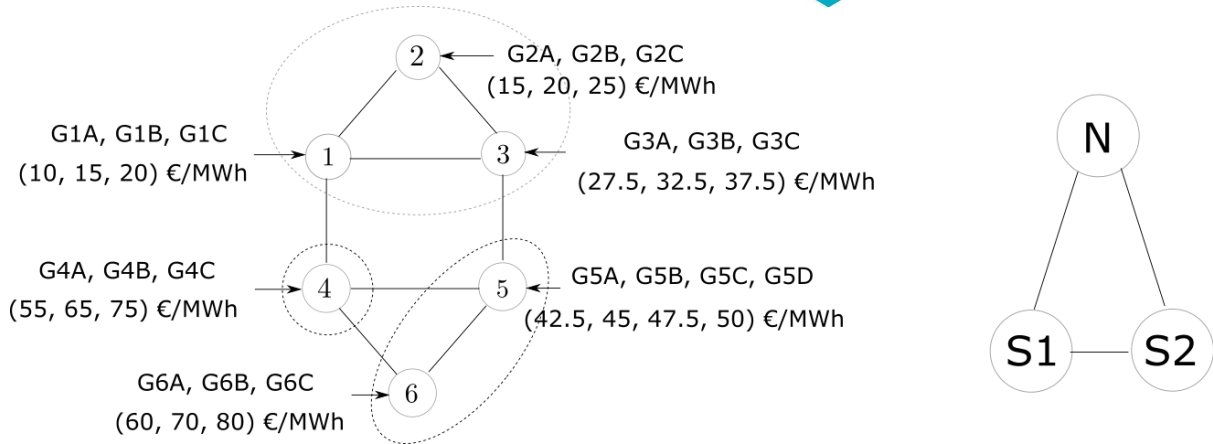 2
G2A, G2B, G2C
(15, 20, 25) €/MWh
G1A, G1B, G1C
(10, 15, 20) €/MWh
1
3
G3A, G3B, G3C
(27.5, 32.5, 37.5) €/MWh
G4A, G4B, G4C
(55, 65, 75) €/MWh
4
5
G5A, G5B, G5C, G5D
(42.5, 45, 47.5, 50) €/MWh
G6A, G6B, G6C
(60, 70, 80) €/MWh
6
N
S1
S2